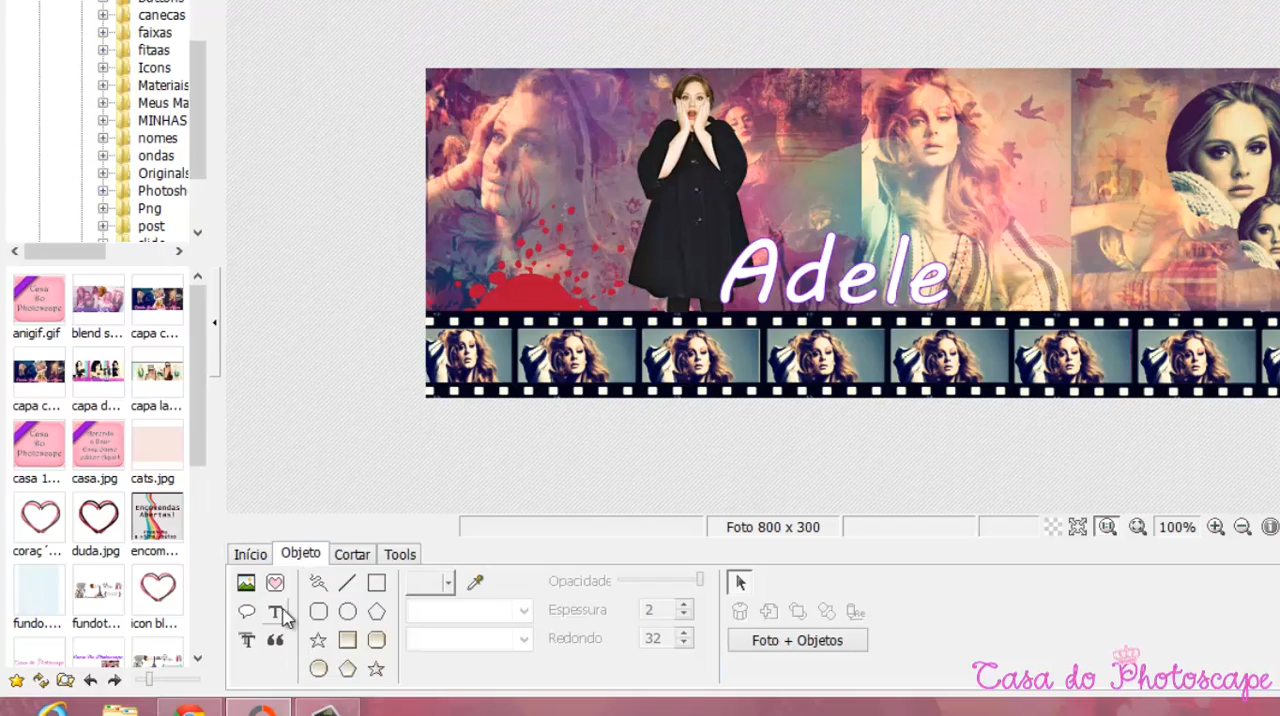 canecas
faixas
fitaas
Icons
Materiais
Meus Ma
MINHAS
nomes
ondas
Originals
Photosh
Png
post
Adele
anigif.gif
blend s...
capa c...
capa c...
capa d...
capa la...
Casa do Photoscape
casa 1...
casa.jpg
cats.jpg
Encomendas
Abertas!
coraç ´...
duda.jpg
encom...
fundo....
fundot...
icon bl...
Foto 800 x 300
100%
Início
Objeto
Cortar
Tools
Opacidade
Espessura
2
Redondo
32
Foto + Objetos
Casa do Photoscape